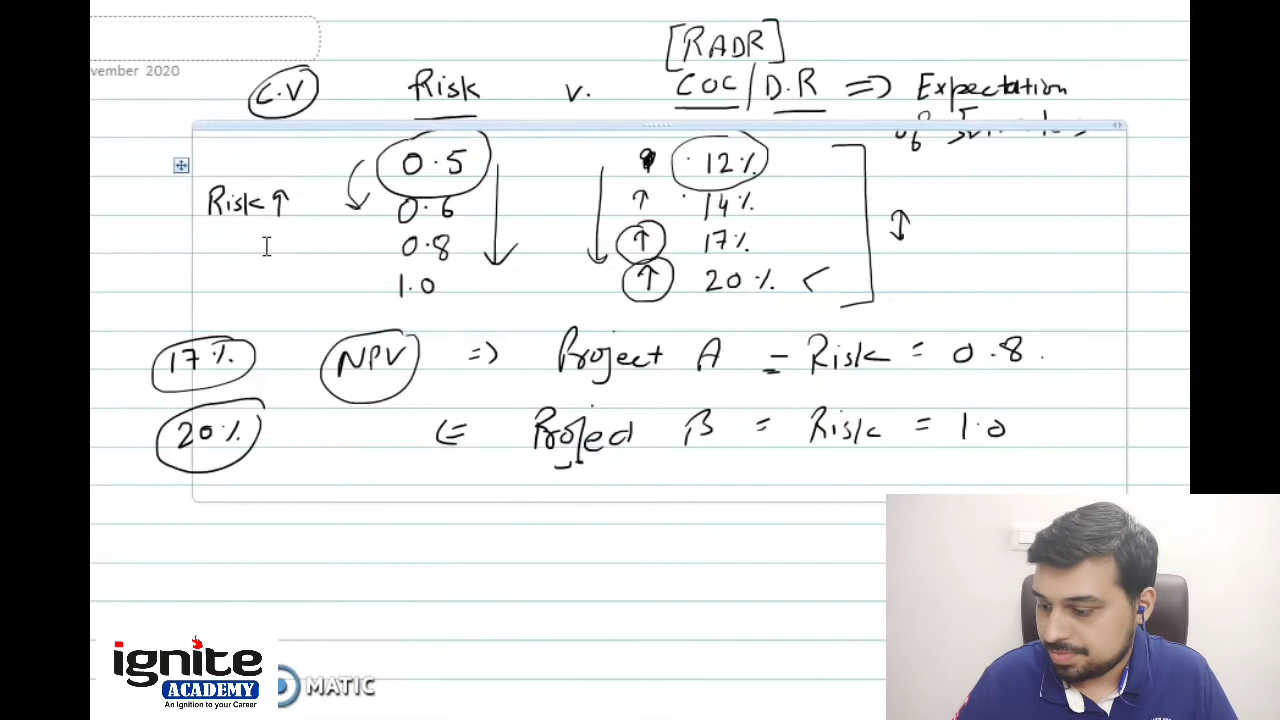 [RADR]
vember 2020
C.V Risk v. COC/D.R => Expectation
of
0.5 12%
Risk↑ 0.6 ↑ 14%
0.8 ↑ 17%
1.0 ↑ 20%
17% NPV => Project A = Risk = 0.8
20% <= Project B = Risk = 1.0
ignite
ACADEMY
An Ignition to your Career
MATIC